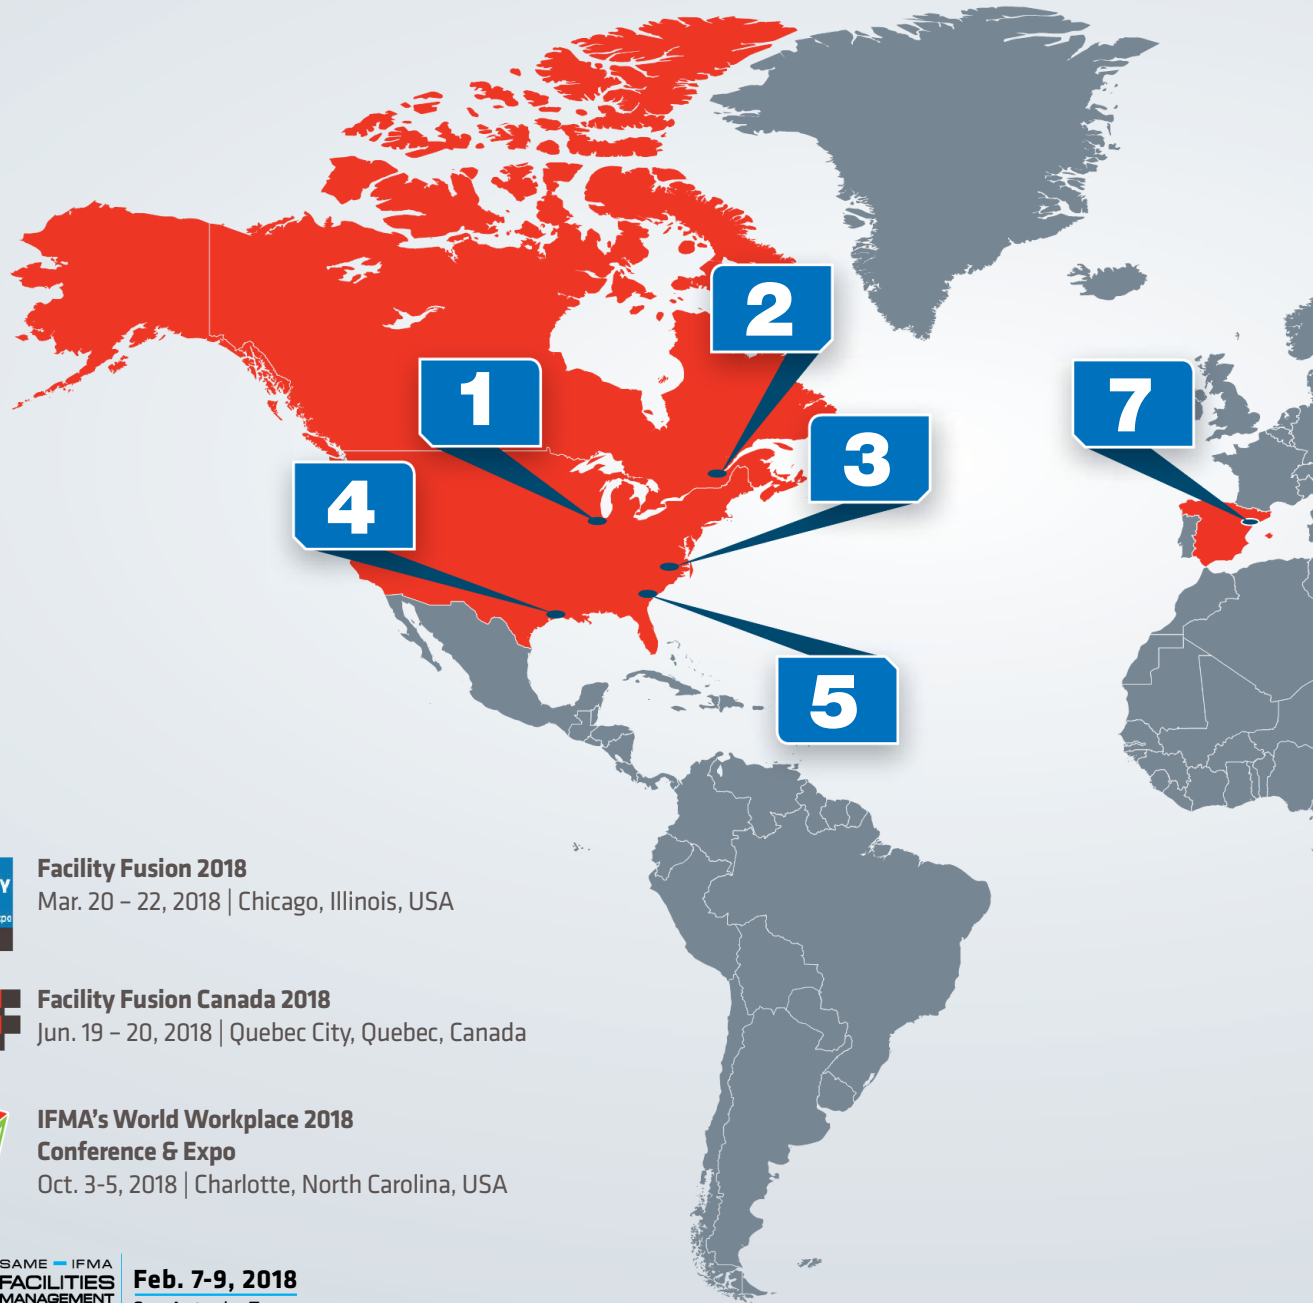 2
1
7
3
4
5
Y
xpo
Facility Fusion 2018
Mar. 20 – 22, 2018 | Chicago, Illinois, USA
Facility Fusion Canada 2018
Jun. 19 – 20, 2018 | Quebec City, Quebec, Canada
IFMA’s World Workplace 2018
Conference & Expo
Oct. 3-5, 2018 | Charlotte, North Carolina, USA
SAME – IFMA
FACILITIES
MANAGEMENT
Feb. 7-9, 2018